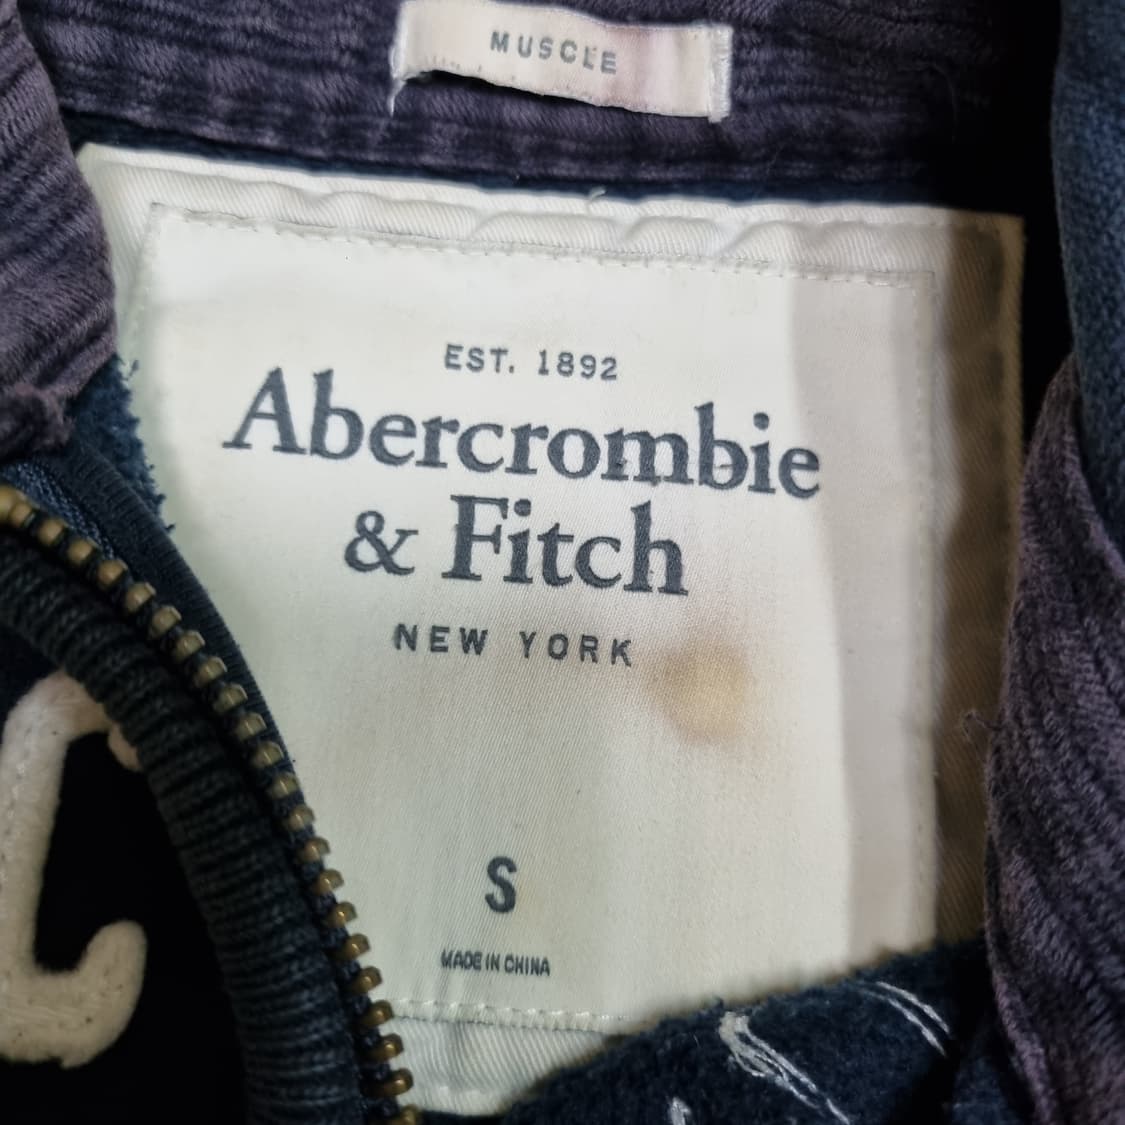 MUSCLE
EST. 1892
Abercrombie
& Fitch
NEW YORK
S
MADE IN CHINA